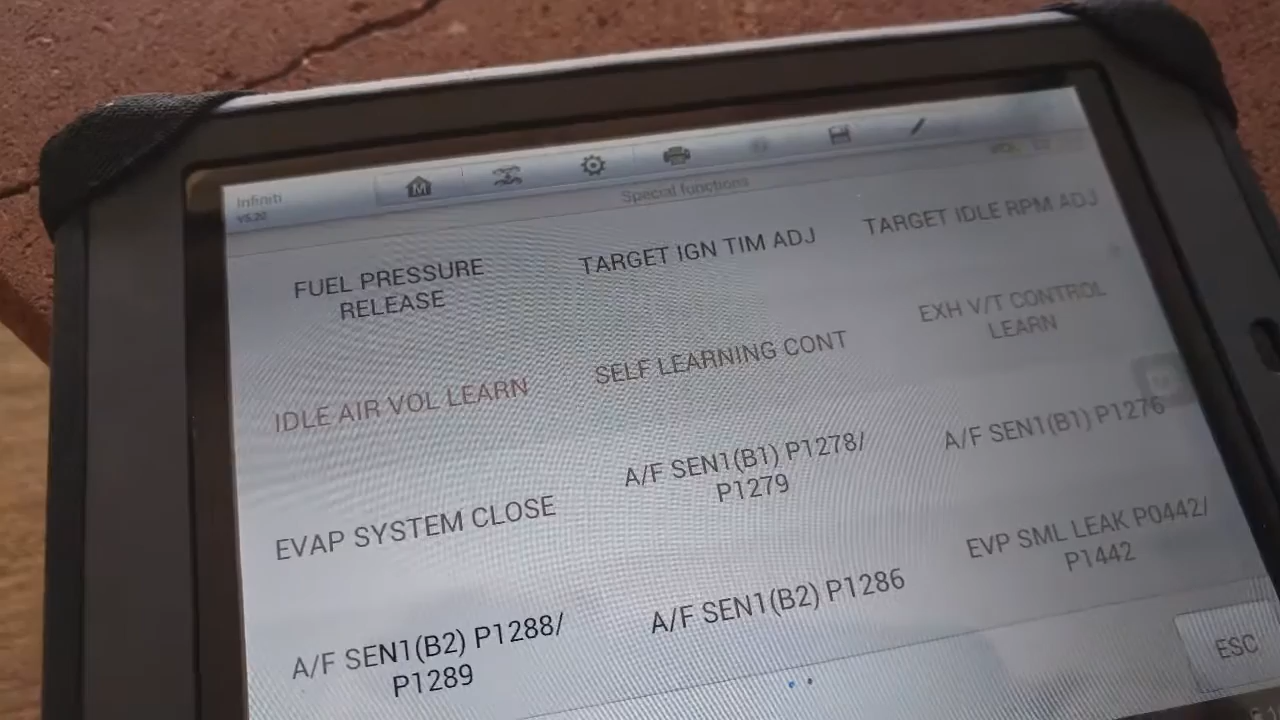 Infiniti
V5.20
Special functions
FUEL PRESSURE
RELEASE
TARGET IGN TIM ADJ
TARGET IDLE RPM ADJ
IDLE AIR VOL LEARN
SELF LEARNING CONT
EXH V/T CONTROL
LEARN
EVAP SYSTEM CLOSE
A/F SEN1(B1) P1278/
P1279
A/F SEN1(B1) P1276
A/F SEN1(B2) P1288/
P1289
A/F SEN1(B2) P1286
EVP SML LEAK P0442/
P1442
ESC